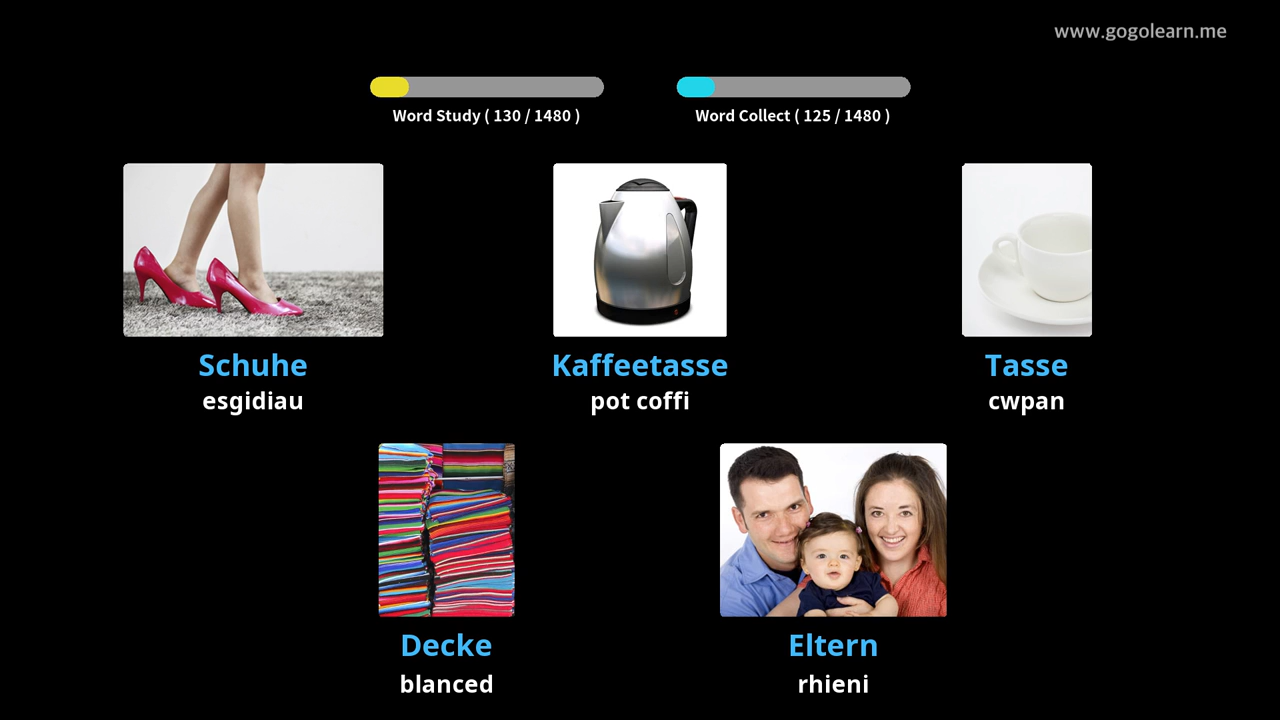 www.gogolearn.me
Word Study ( 130 / 1480 )
Word Collect ( 125 / 1480 )
Schuhe
esgidiau
Kaffeetasse
pot coffi
Tasse
cwpan
Decke
blanced
Eltern
rhieni